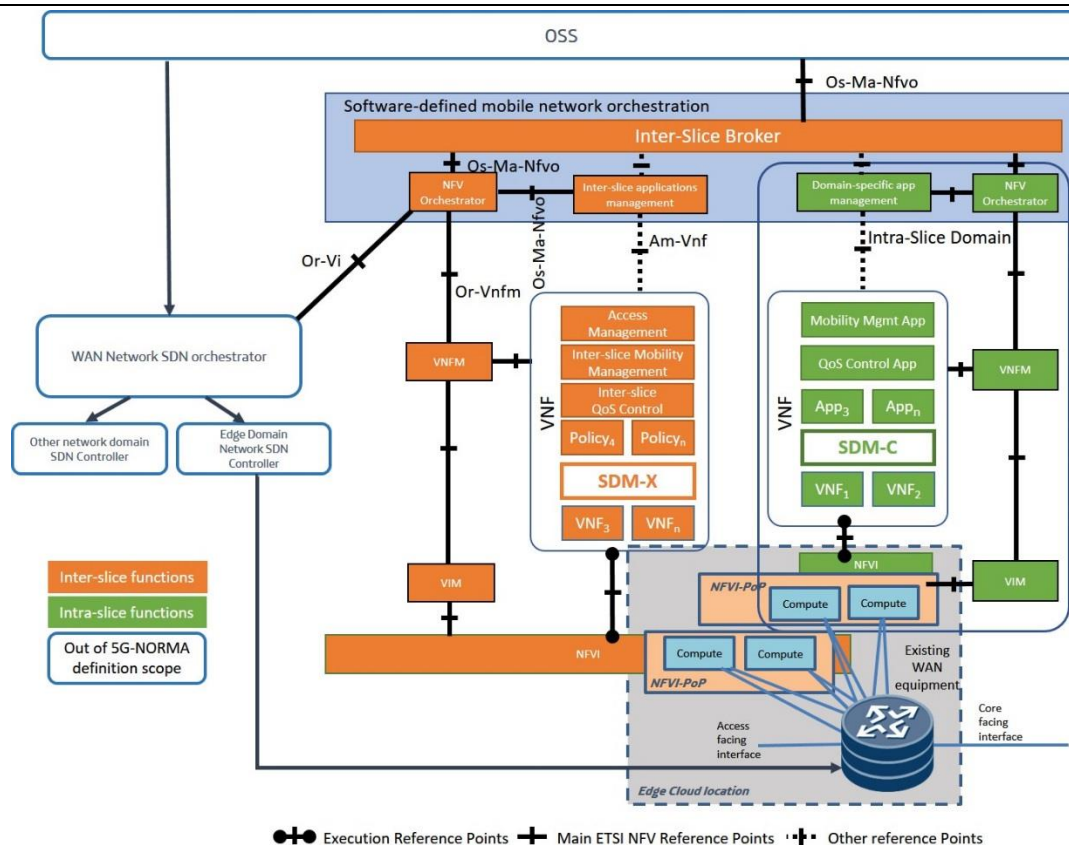 OSS
Os-Ma-Nfvo
Software-defined mobile network orchestration
Inter-Slice Broker
Os-Ma-Nfvo
NFV
Orchestrator
Inter-slice applications
management
Domain-specific app
management
NFV
Orchestrator
Os-Ma-Nfvo
Am-Vnf
Intra-Slice Domain
Or-Vi
Or-Vnfm
WAN Network SDN orchestrator
Other network domain
SDN Controller
Edge Domain
Network SDN
Controller
VNFM
VNF
Access
Management
Inter-slice Mobility
Management
Inter-slice
QoS Control
Policy4
Policyn
SDM-X
VNF3
VNFn
VNF
Mobility Mgmt App
QoS Control App
App3
Appn
SDM-C
VNF1
VNF2
VNFM
VIM
NFVI
NFVI
NFVI-PoP
Compute
Compute
VIM
Compute
Compute
NFVI-PoP
Existing
WAN
equipment
Access
facing
interface
Core
facing
interface
Edge Cloud location
Inter-slice functions
Intra-slice functions
Out of 5G-NORMA
definition scope
Execution Reference Points
Main ETSI NFV Reference Points
Other reference Points